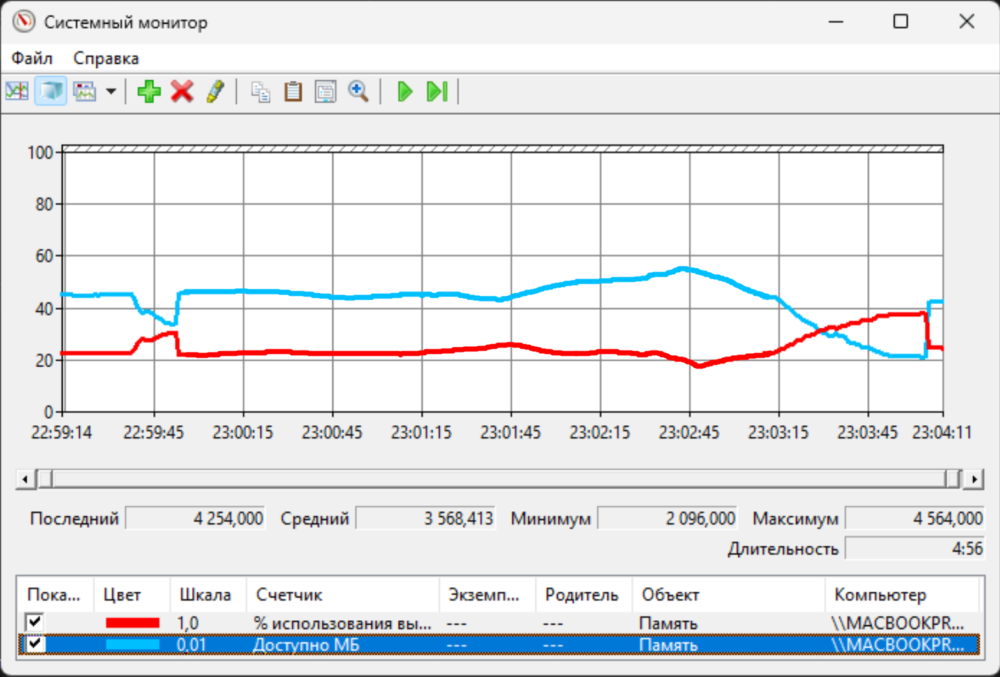 Системный монитор
Файл Справка
100
80
60
40
20
0
22:59:14 22:59:45 23:00:15 23:00:45 23:01:15 23:01:45 23:02:15 23:02:45 23:03:15 23:03:45 23:04:11
Последний 4 254,000 Средний 3 568,413 Минимум 2 096,000 Максимум 4 564,000
Длительность 4:56
Пока... Цвет Шкала Счетчик Экземп... Родитель Объект Компьютер
1,0 % использования вы... --- --- Память \\MACBOOKPR...
0,01 Доступно МБ --- --- Память \\MACBOOKPR...